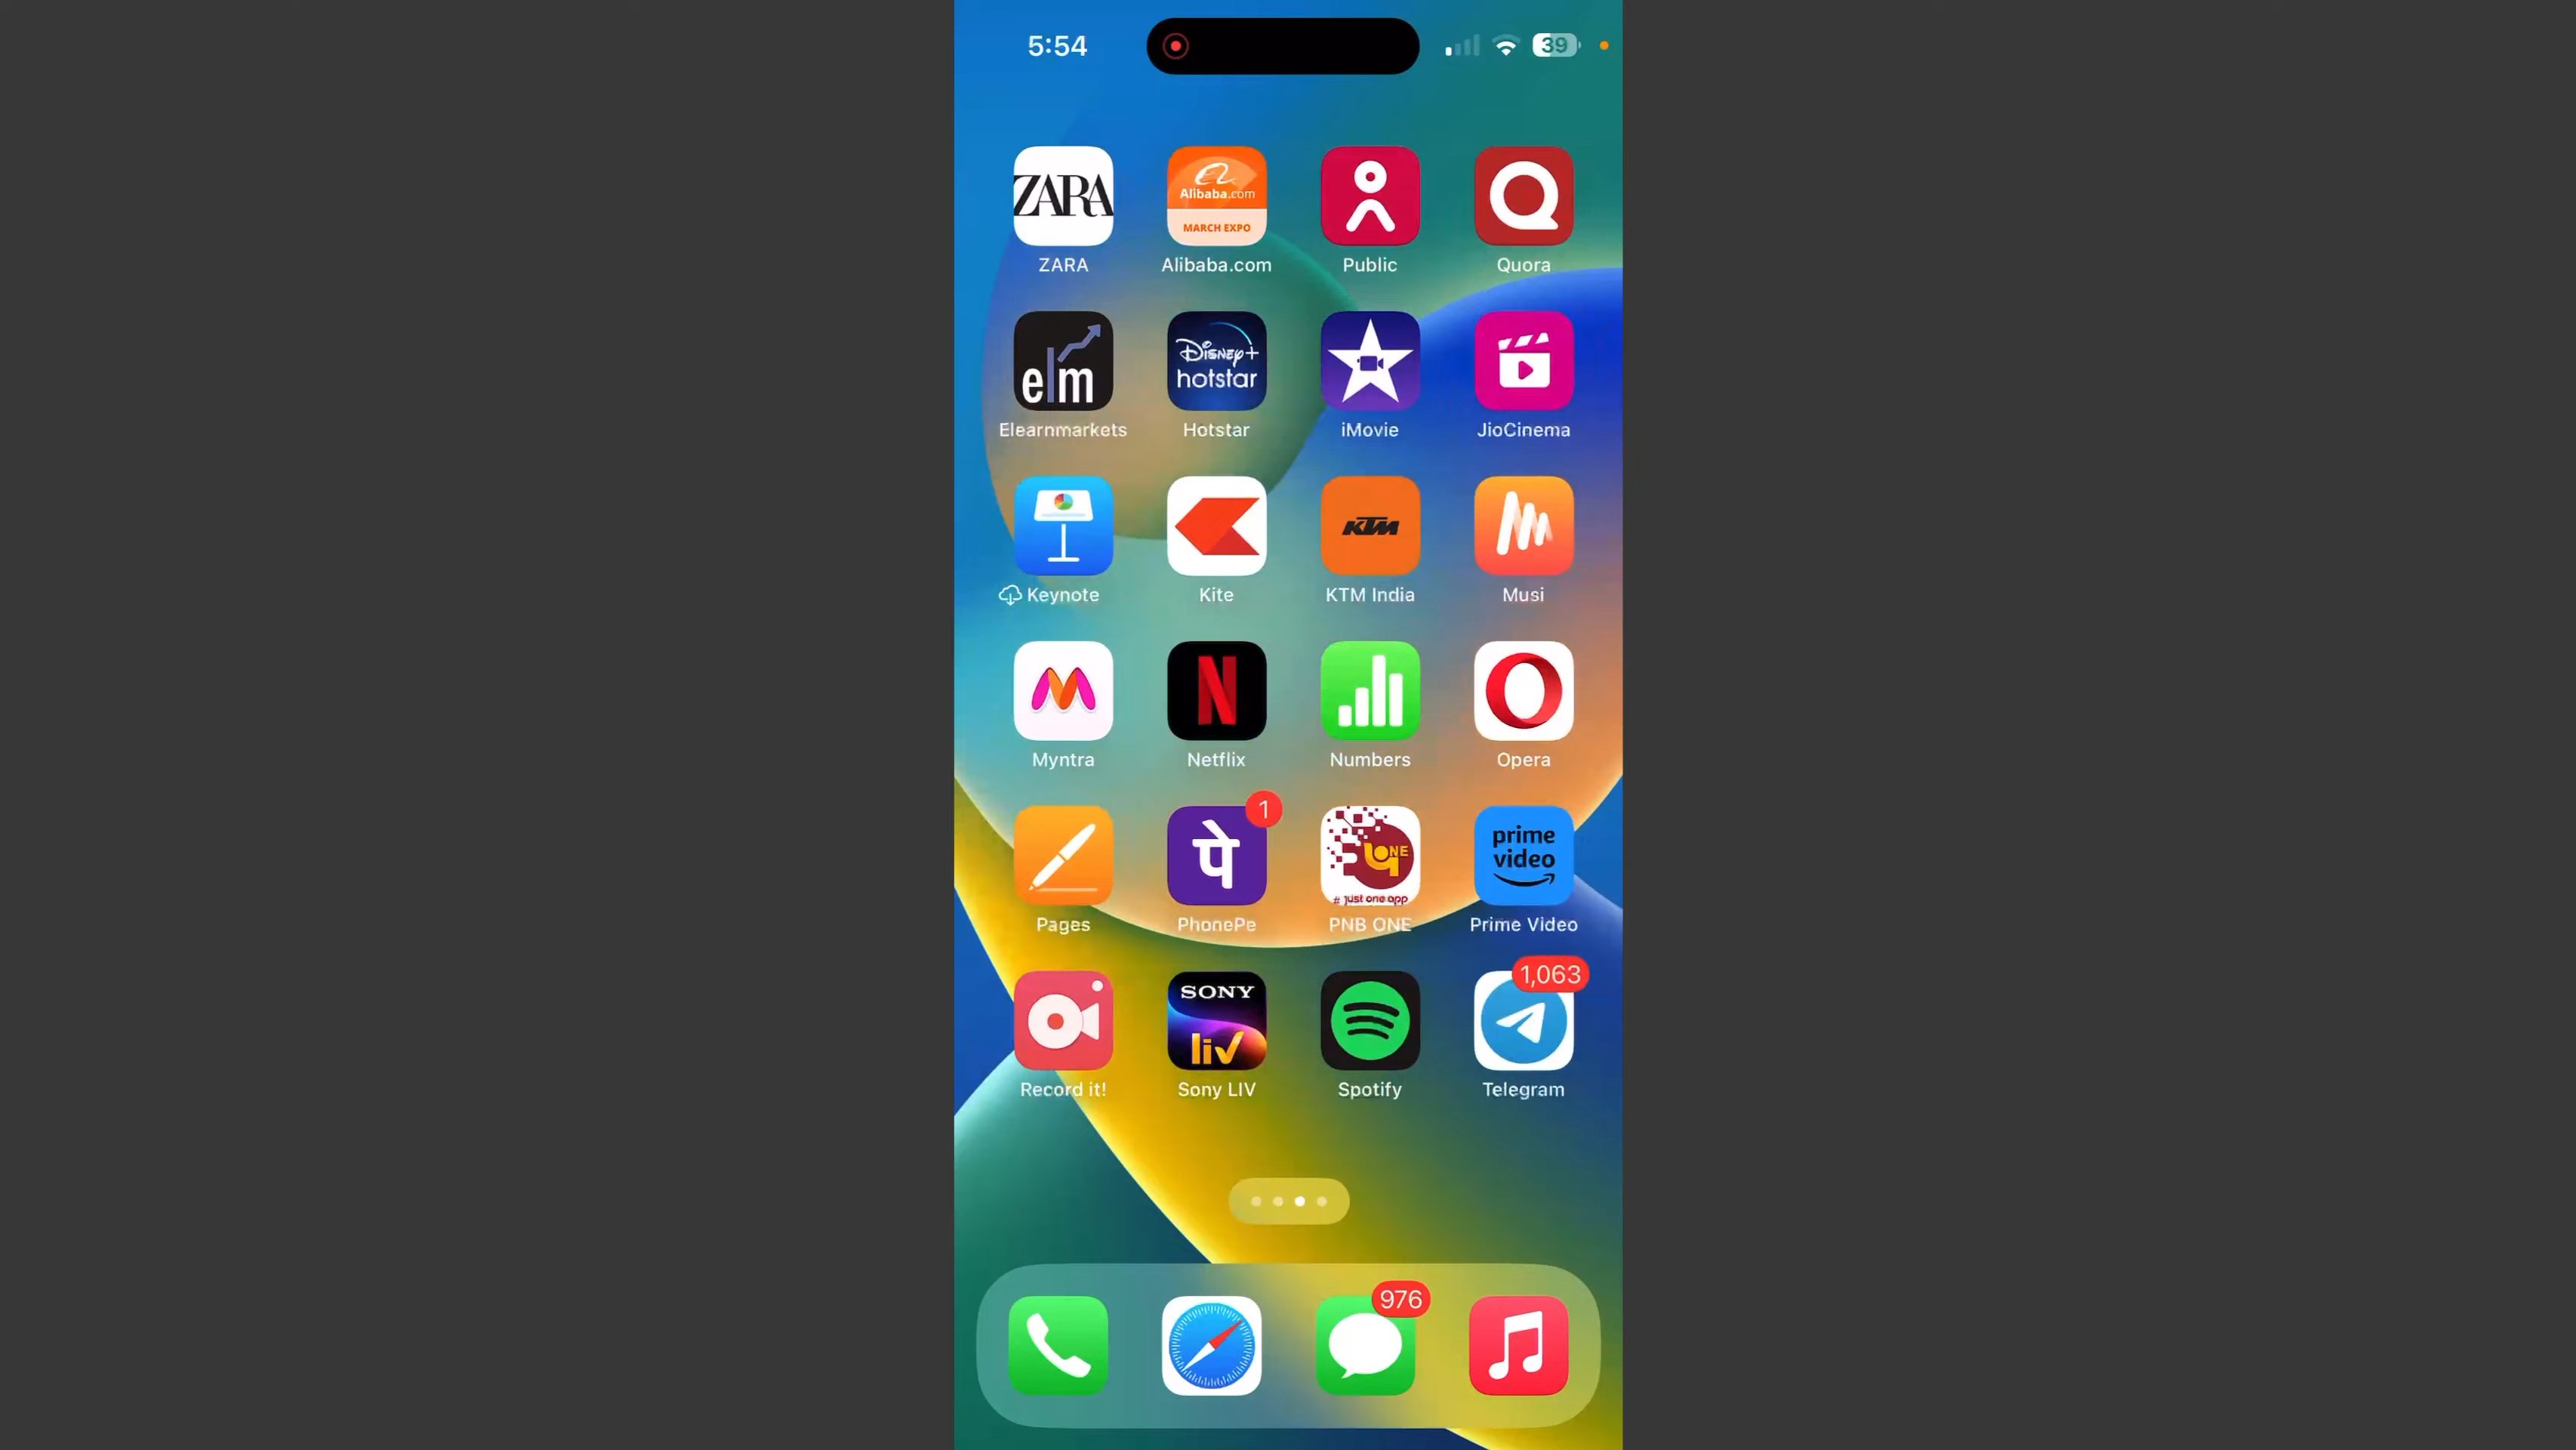 5:54
39
ZARA
Alibaba.com
MARCH EXPO
ZARA
Alibaba.com
Public
Quora
elm
Disney+
hotstar
Elearnmarkets
Hotstar
iMovie
JioCinema
KTM
Keynote
Kite
KTM India
Musi
Myntra
Netflix
Numbers
Opera
1
पे
ONE
# just one app
prime
video
Pages
PhonePe
PNB ONE
Prime Video
1,063
SONY
liv
Record it!
Sony LIV
Spotify
Telegram
976